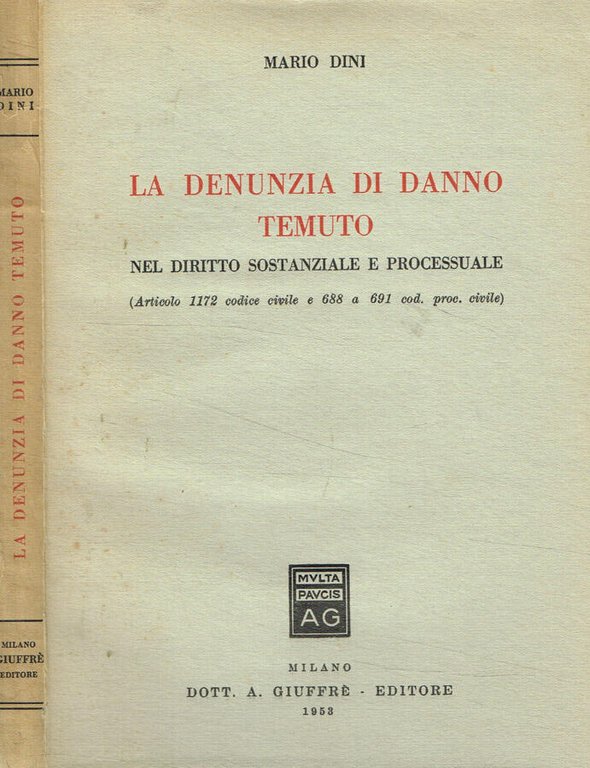 MARIO DINI
LA DENUNZIA DI DANNO
TEMUTO
NEL DIRITTO SOSTANZIALE E PROCESSUALE
(Articolo 1172 codice civile e 688 a 691 cod. proc. civile)
MVLTA
PAVCIS
AG
MILANO
DOTT. A. GIUFFRÈ - EDITORE
1953
MARIO
DINI
LA DENUNZIA DI DANNO TEMUTO
MILANO
GIUFFRÈ
EDITORE